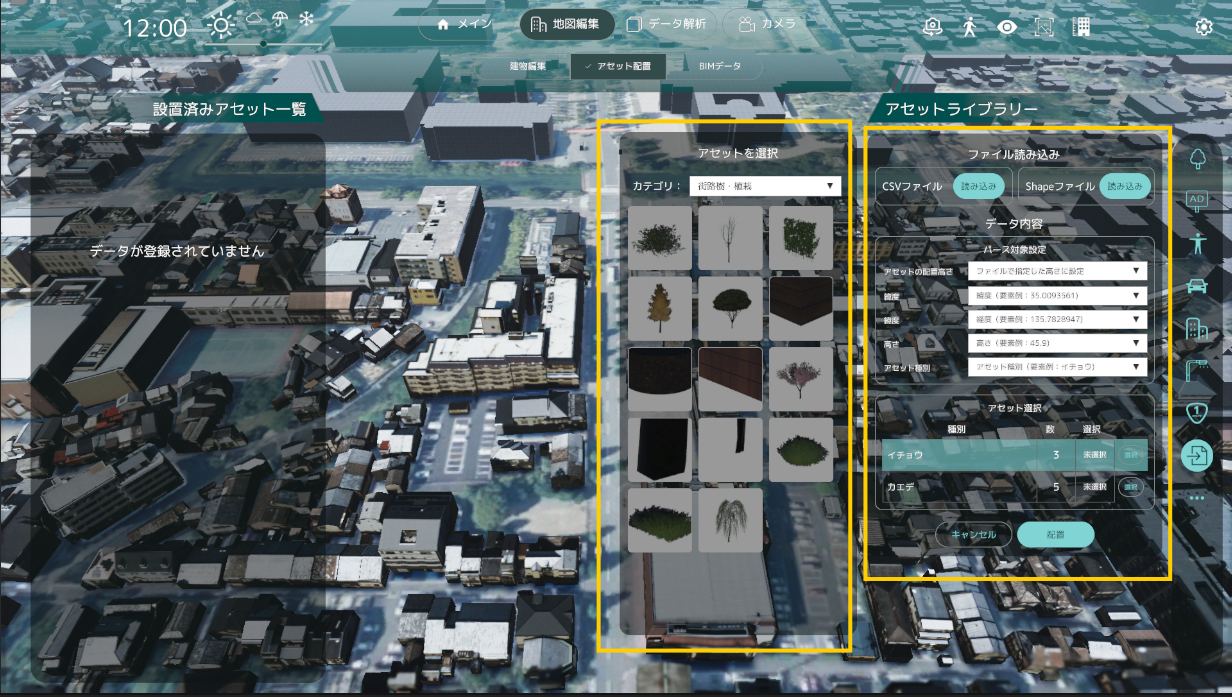 12:00
メイン
地図編集
データ解析
カメラ
建物編集
✓ アセット配置
BIMデータ
設置済みアセット一覧
データが登録されていません
アセットを選択
カテゴリ：
街路樹・植栽
アセットライブラリー
ファイル読み込み
CSVファイル
読み込み
Shapeファイル
読み込み
データ内容
パース対象設定
アセットの配置高さ
ファイルで指定した高さに設定
緯度
緯度（要素例：35.0093561）
経度
経度（要素例：135.7828947）
高さ
高さ（要素例：45.9）
アセット種別
アセット種別（要素例：イチョウ）
アセット選択
種別 数 選択
イチョウ 3 未選択 選択
カエデ 5 未選択 選択
キャンセル
配置
AD
1